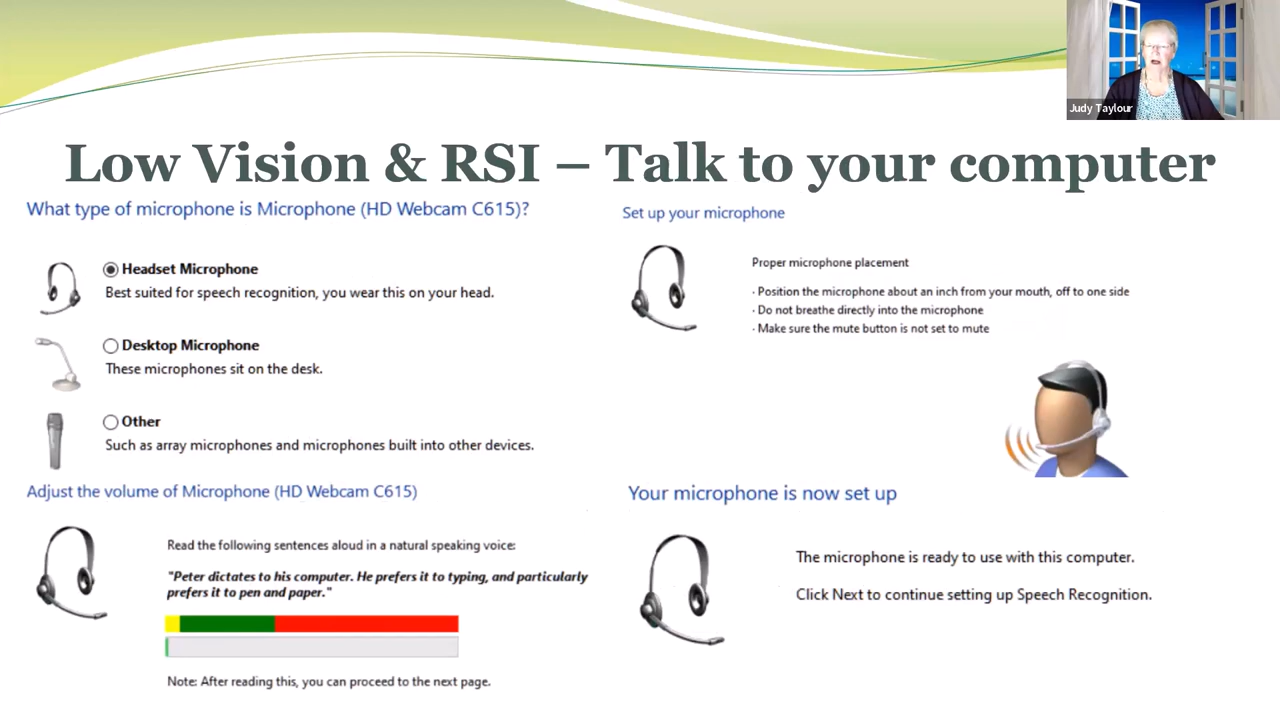 Judy Taylour
Low Vision & RSI – Talk to your computer
What type of microphone is Microphone (HD Webcam C615)?
Headset Microphone
Best suited for speech recognition, you wear this on your head.
Desktop Microphone
These microphones sit on the desk.
Other
Such as array microphones and microphones built into other devices.
Set up your microphone
Proper microphone placement
· Position the microphone about an inch from your mouth, off to one side
· Do not breathe directly into the microphone
· Make sure the mute button is not set to mute
Adjust the volume of Microphone (HD Webcam C615)
Read the following sentences aloud in a natural speaking voice:
"Peter dictates to his computer. He prefers it to typing, and particularly
prefers it to pen and paper."
Note: After reading this, you can proceed to the next page.
Your microphone is now set up
The microphone is ready to use with this computer.
Click Next to continue setting up Speech Recognition.